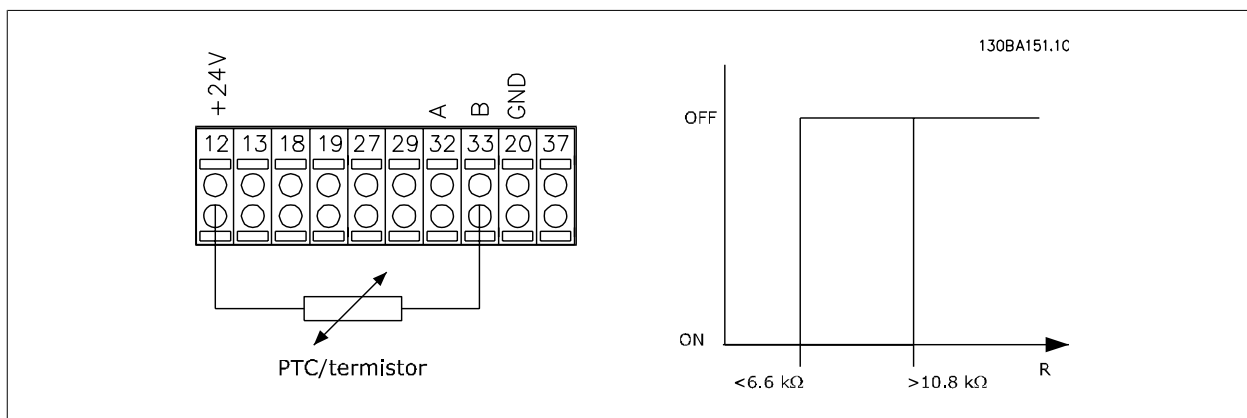 130BA151.10
+24V
A
B
GND
12 13 18 19 27 29 32 33 20 37
PTC/termistor
OFF
ON
<6.6 kΩ
>10.8 kΩ
R